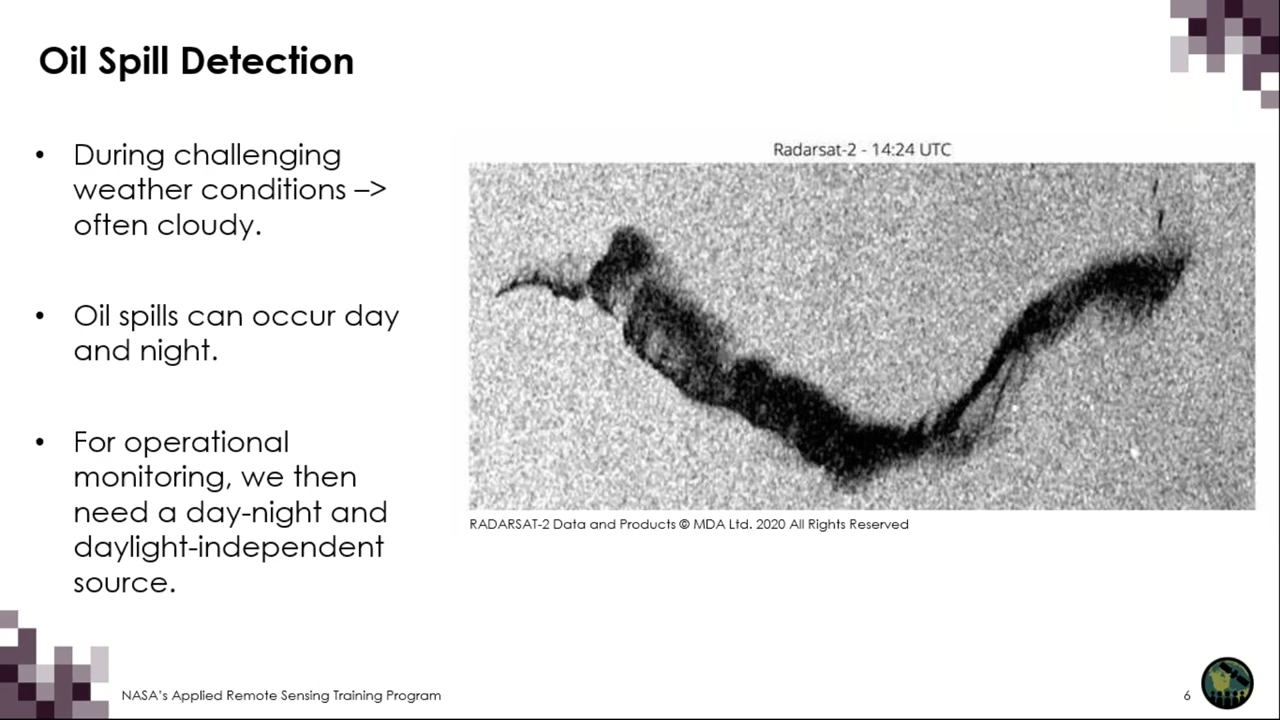 Oil Spill Detection
• During challenging
weather conditions –>
often cloudy.
• Oil spills can occur day
and night.
• For operational
monitoring, we then
need a day-night and
daylight-independent
source.
Radarsat-2 - 14:24 UTC
RADARSAT-2 Data and Products © MDA Ltd. 2020 All Rights Reserved
NASA's Applied Remote Sensing Training Program
6